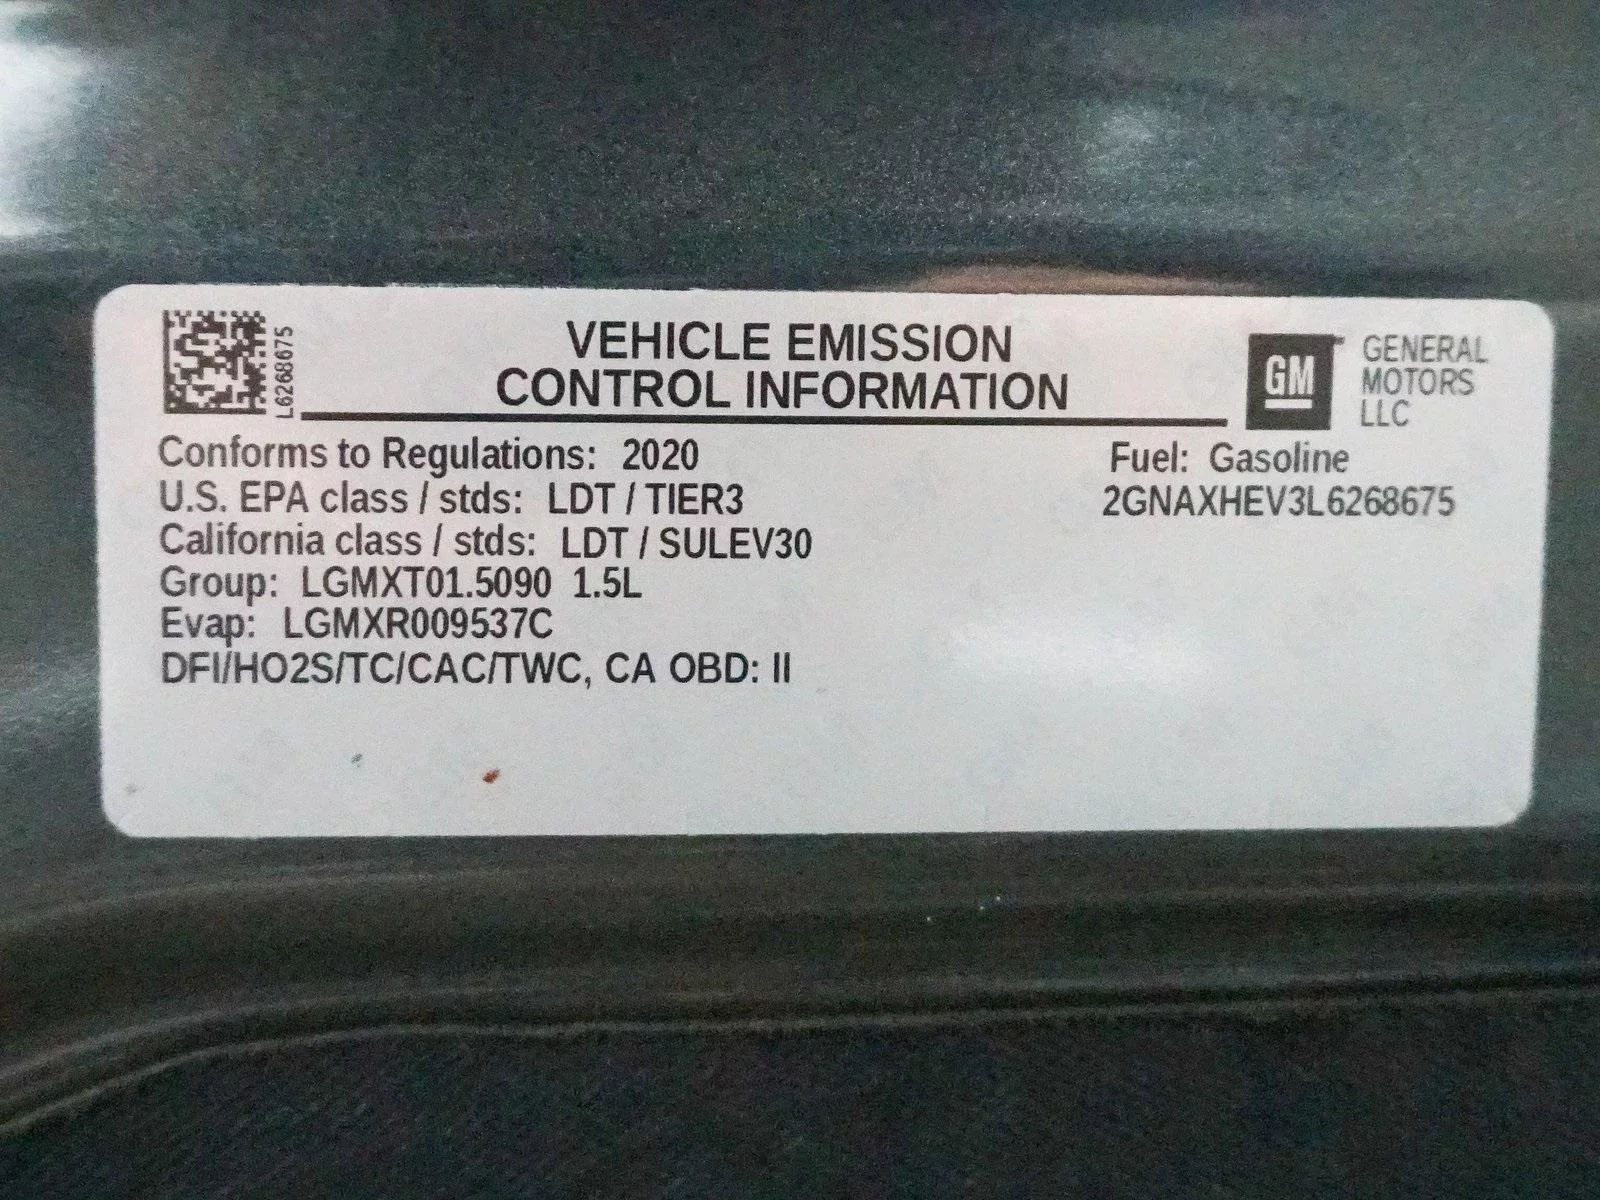 L6268675
VEHICLE EMISSION
CONTROL INFORMATION
GM
GENERAL
MOTORS
LLC
Conforms to Regulations: 2020
U.S. EPA class / stds: LDT / TIER3
California class / stds: LDT / SULEV30
Group: LGMXT01.5090 1.5L
Evap: LGMXR009537C
DFI/HO2S/TC/CAC/TWC, CA OBD: II
Fuel: Gasoline
2GNAXHEV3L6268675